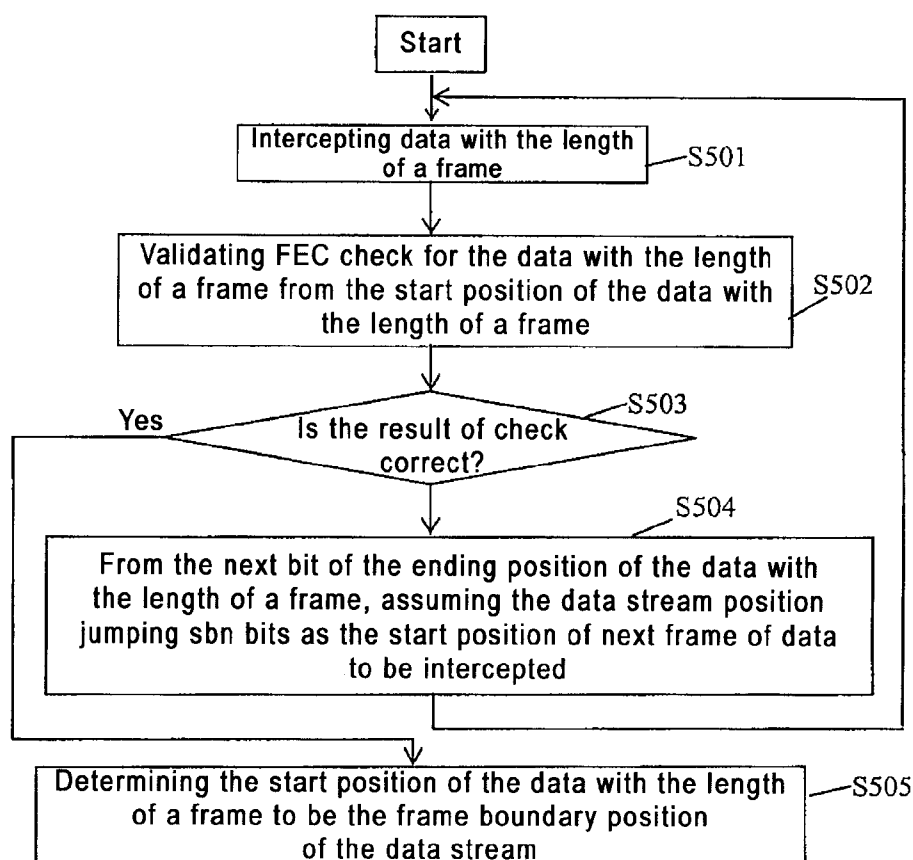 Start
Intercepting data with the length
of a frame
S501
Validating FEC check for the data with the length
of a frame from the start position of the data with
the length of a frame
S502
Yes
S503
Is the result of check
correct?
S504
From the next bit of the ending position of the data with
the length of a frame, assuming the data stream position
jumping sbn bits as the start position of next frame of data
to be intercepted
Determining the start position of the data with the length
of a frame to be the frame boundary position
of the data stream
S505